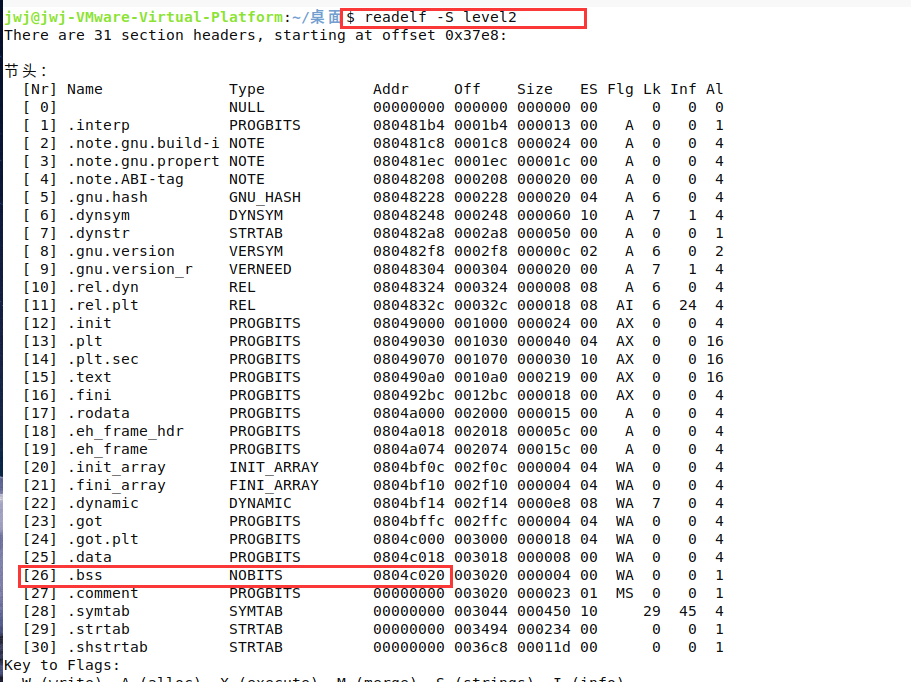 jwj@jwj-VMware-Virtual-Platform:~/桌面$ readelf -S level2
There are 31 section headers, starting at offset 0x37e8:
节头：
[Nr] Name Type Addr Off Size ES Flg Lk Inf Al
[ 0] NULL 00000000 000000 000000 00 0 0 0
[ 1] .interp PROGBITS 080481b4 0001b4 000013 00 A 0 0 1
[ 2] .note.gnu.build-i NOTE 080481c8 0001c8 000024 00 A 0 0 4
[ 3] .note.gnu.propert NOTE 080481ec 0001ec 00001c 00 A 0 0 4
[ 4] .note.ABI-tag NOTE 08048208 000208 000020 00 A 0 0 4
[ 5] .gnu.hash GNU_HASH 08048228 000228 000020 04 A 6 0 4
[ 6] .dynsym DYNSYM 08048248 000248 000060 10 A 7 1 4
[ 7] .dynstr STRTAB 080482a8 0002a8 000050 00 A 0 0 1
[ 8] .gnu.version VERSYM 080482f8 0002f8 00000c 02 A 6 0 2
[ 9] .gnu.version_r VERNEED 08048304 000304 000020 00 A 7 1 4
[10] .rel.dyn REL 08048324 000324 000008 08 A 6 0 4
[11] .rel.plt REL 0804832c 00032c 000018 08 AI 6 24 4
[12] .init PROGBITS 08049000 001000 000024 00 AX 0 0 4
[13] .plt PROGBITS 08049030 001030 000040 04 AX 0 0 16
[14] .plt.sec PROGBITS 08049070 001070 000030 10 AX 0 0 16
[15] .text PROGBITS 080490a0 0010a0 000219 00 AX 0 0 16
[16] .fini PROGBITS 080492bc 0012bc 000018 00 AX 0 0 4
[17] .rodata PROGBITS 0804a000 002000 000015 00 A 0 0 4
[18] .eh_frame_hdr PROGBITS 0804a018 002018 00005c 00 A 0 0 4
[19] .eh_frame PROGBITS 0804a074 002074 00015c 00 A 0 0 4
[20] .init_array INIT_ARRAY 0804bf0c 002f0c 000004 04 WA 0 0 4
[21] .fini_array FINI_ARRAY 0804bf10 002f10 000004 04 WA 0 0 4
[22] .dynamic DYNAMIC 0804bf14 002f14 0000e8 08 WA 7 0 4
[23] .got PROGBITS 0804bffc 002ffc 000004 04 WA 0 0 4
[24] .got.plt PROGBITS 0804c000 003000 000018 04 WA 0 0 4
[25] .data PROGBITS 0804c018 003018 000008 00 WA 0 0 4
[26] .bss NOBITS 0804c020 003020 000004 00 WA 0 0 1
[27] .comment PROGBITS 00000000 003020 000023 01 MS 0 0 1
[28] .symtab SYMTAB 00000000 003044 000450 10 29 45 4
[29] .strtab STRTAB 00000000 003494 000234 00 0 0 1
[30] .shstrtab STRTAB 00000000 0036c8 00011d 00 0 0 1
Key to Flags:
W (write), A (alloc), X (execute), M (merge), S (strings), I (info)